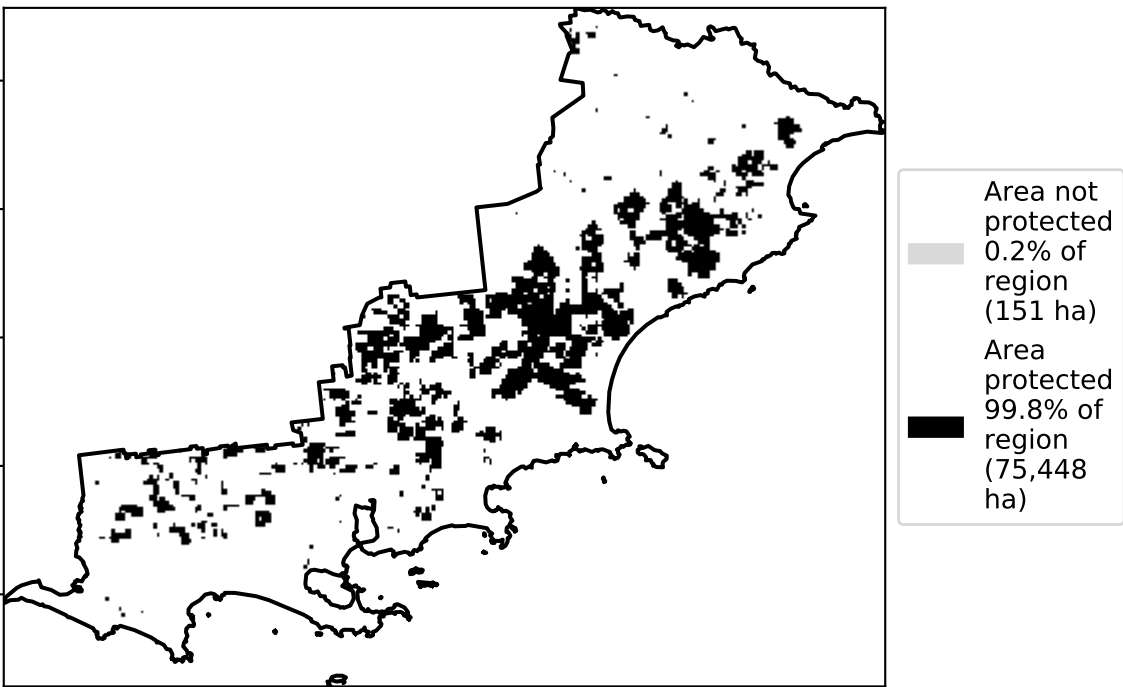 Area not
protected
0.2% of
region
(151 ha)
Area
protected
99.8% of
region
(75,448
ha)